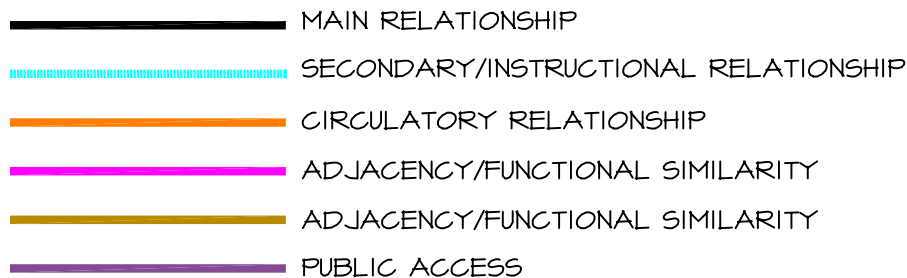 MAIN RELATIONSHIP
SECONDARY/INSTRUCTIONAL RELATIONSHIP
CIRCULATORY RELATIONSHIP
ADJACENCY/FUNCTIONAL SIMILARITY
ADJACENCY/FUNCTIONAL SIMILARITY
PUBLIC ACCESS